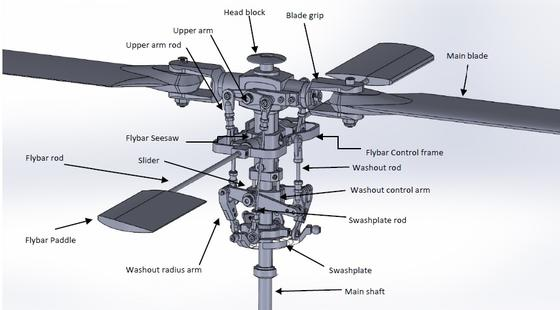 Head block
Blade grip
Upper arm
Upper arm rod
Main blade
Flybar Seesaw
Flybar Control frame
Flybar rod
Slider
Washout rod
Washout control arm
Swashplate rod
Flybar Paddle
Washout radius arm
Swashplate
Main shaft